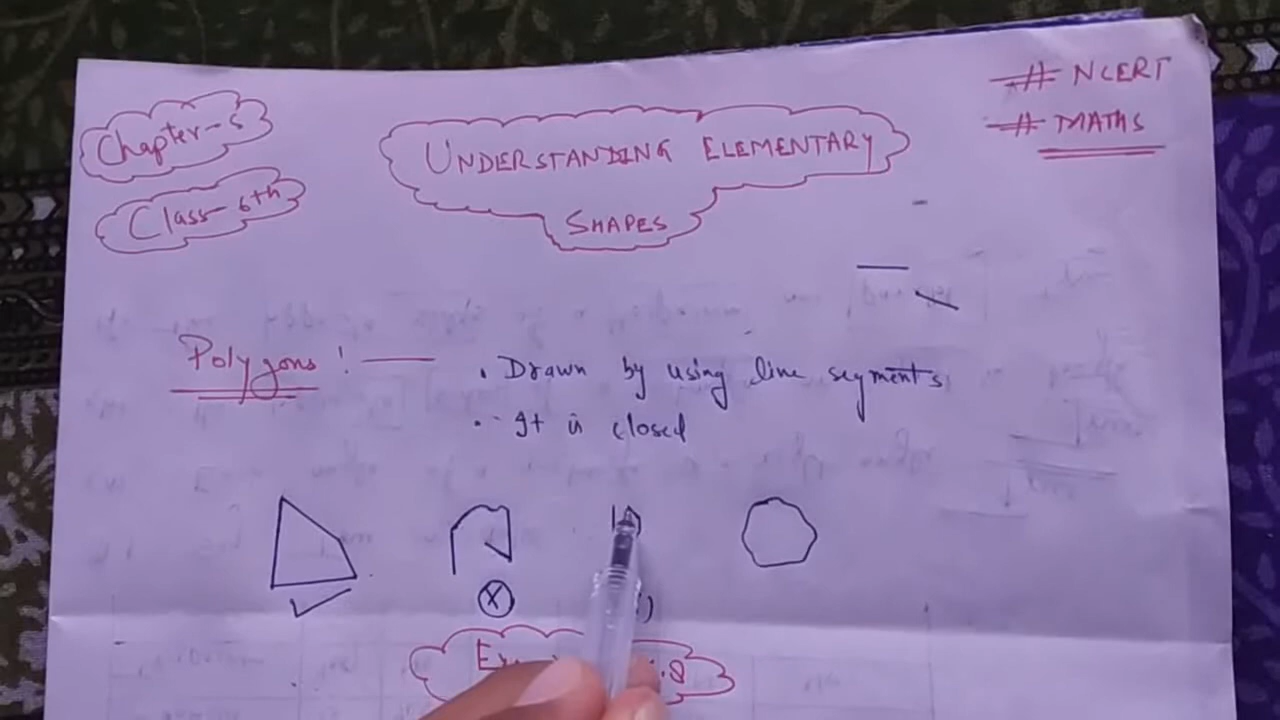 Chapter-5
Class-6th
UNDERSTANDING ELEMENTARY
SHAPES
# NCERT
# MATHS
Polygons !—
. Drawn by using line segments
. It is closed